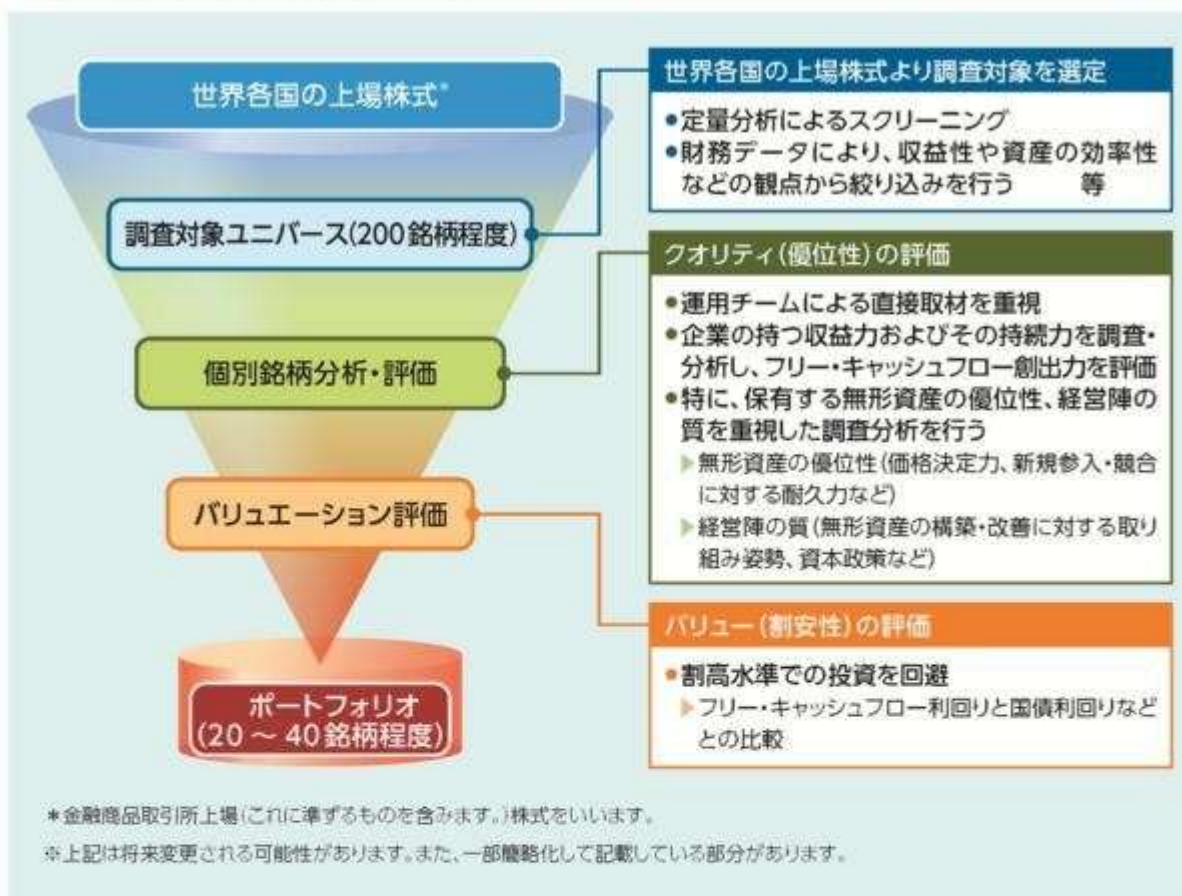 世界各国の上場株式*
調査対象ユニバース(200銘柄程度)
個別銘柄分析・評価
バリュエーション評価
ポートフォリオ
(20 ～ 40銘柄程度)
世界各国の上場株式より調査対象を選定
●定量分析によるスクリーニング
●財務データにより、収益性や資産の効率性
などの観点から絞り込みを行う 等
クオリティ(優位性)の評価
●運用チームによる直接取材を重視
●企業の持つ収益力およびその持続力を調査・
分析し、フリー・キャッシュフロー創出力を評価
●特に、保有する無形資産の優位性、経営陣の
質を重視した調査分析を行う
▶無形資産の優位性(価格決定力、新規参入・競合
に対する耐久力など)
▶経営陣の質(無形資産の構築・改善に対する取り
組み姿勢、資本政策など)
バリュー(割安性)の評価
●割高水準での投資を回避
▶フリー・キャッシュフロー利回りと国債利回りなど
との比較
＊金融商品取引所上場(これに準ずるものを含みます。)株式をいいます。
※上記は将来変更される可能性があります。また、一部簡略化して記載している部分があります。